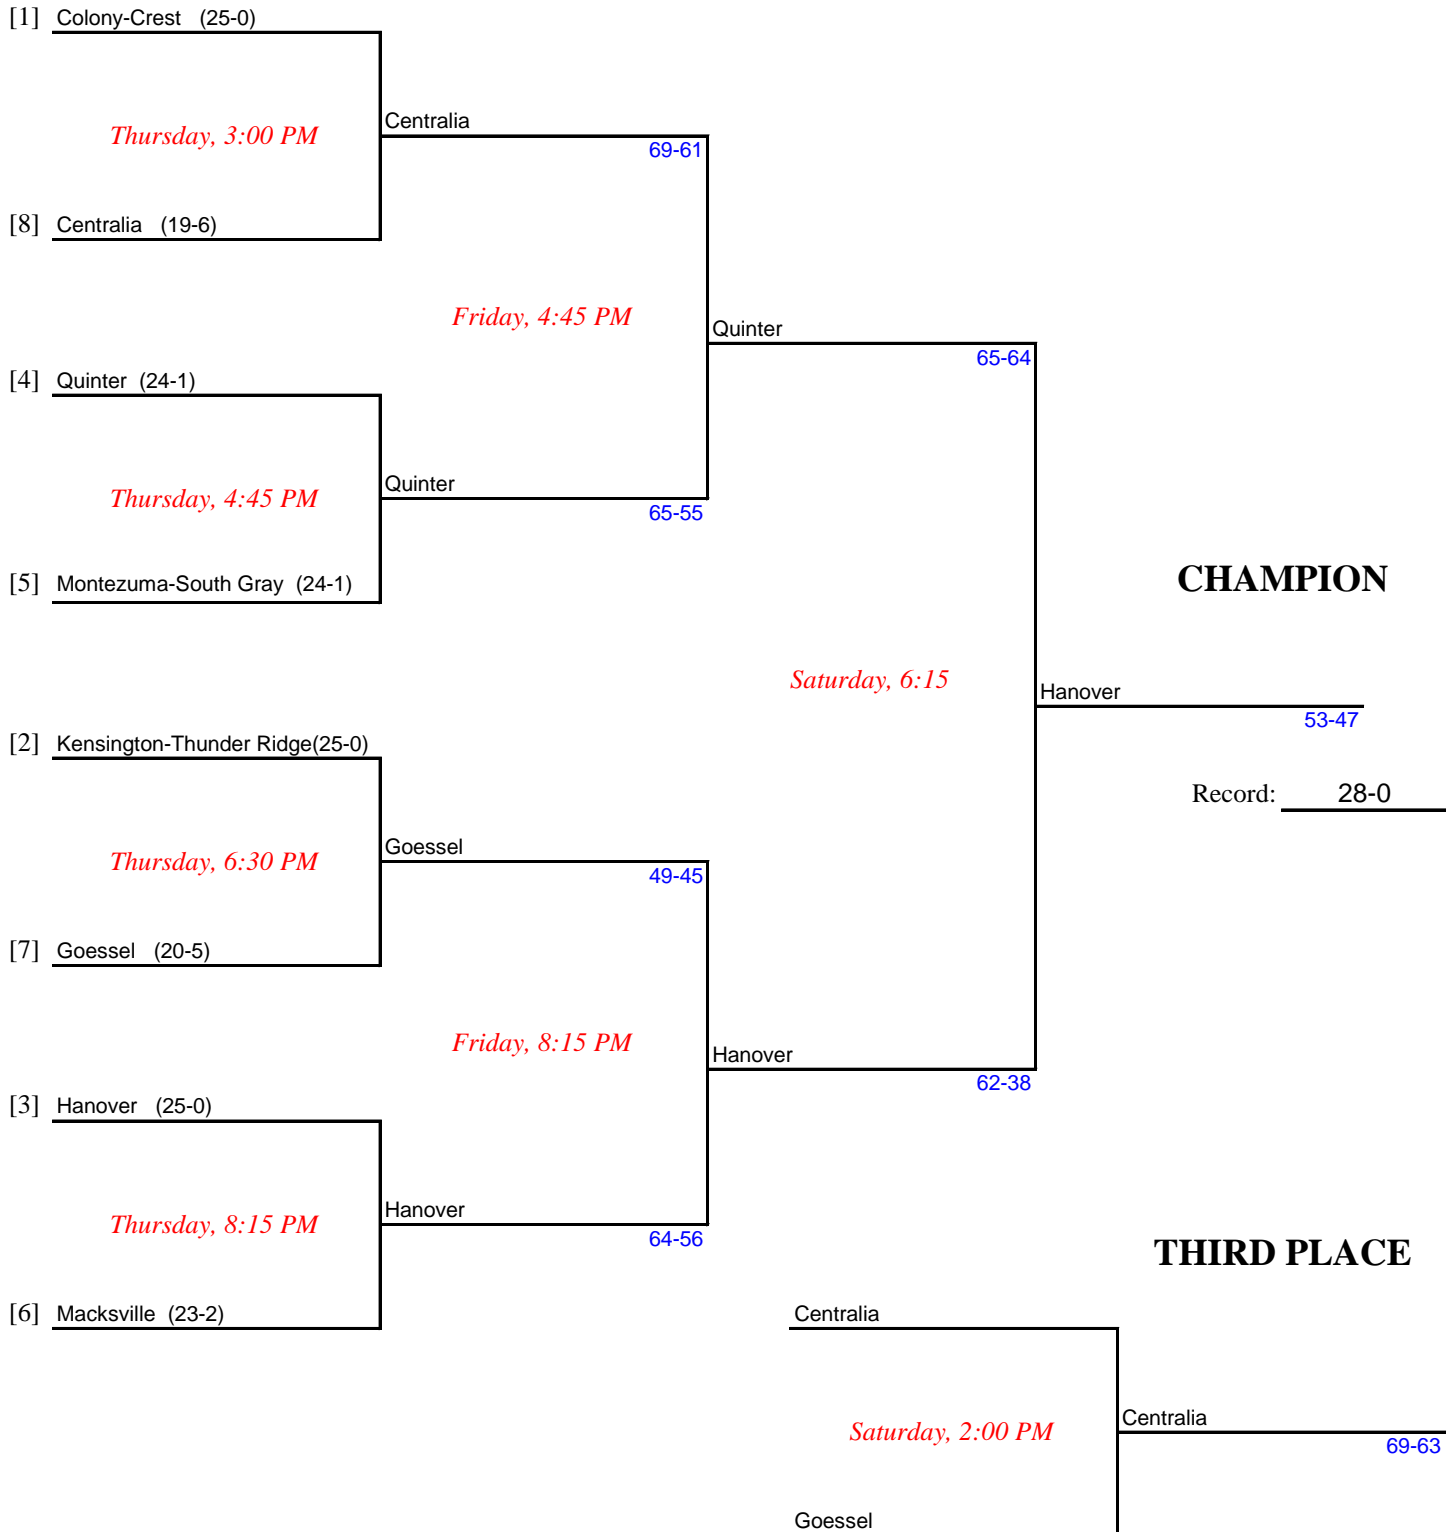 [1] Colony-Crest (25-0)
Centralia
Thursday, 3:00 PM
69-61
[8] Centralia (19-6)
Friday, 4:45 PM
Quinter
65-64
[4] Quinter (24-1)
Quinter
Thursday, 4:45 PM
65-55
[5] Montezuma-South Gray (24-1)
CHAMPION
Saturday, 6:15
Hanover
53-47
[2] Kensington-Thunder Ridge(25-0)
Record: 28-0
Goessel
Thursday, 6:30 PM
49-45
[7] Goessel (20-5)
Friday, 8:15 PM
Hanover
62-38
[3] Hanover (25-0)
Hanover
Thursday, 8:15 PM
64-56
THIRD PLACE
[6] Macksville (23-2)
Centralia
Centralia
Saturday, 2:00 PM
69-63
Goessel